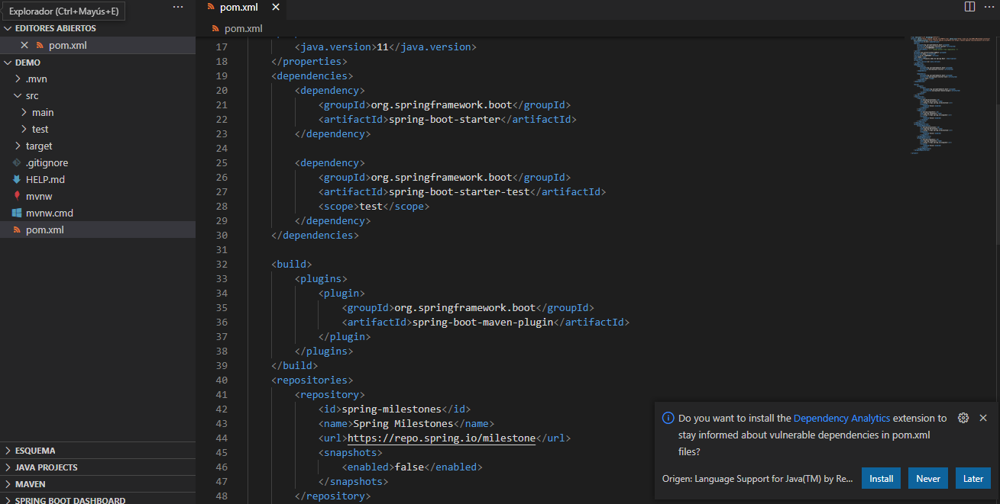 Explorador (Ctrl+Mayús+E)
EDITORES ABIERTOS
pom.xml
DEMO
.mvn
src
main
test
target
.gitignore
HELP.md
mvnw
mvnw.cmd
pom.xml
ESQUEMA
JAVA PROJECTS
MAVEN
SPRING BOOT DASHBOARD
pom.xml
pom.xml
17 <java.version>11</java.version>
18 </properties>
19 <dependencies>
20 <dependency>
21 <groupId>org.springframework.boot</groupId>
22 <artifactId>spring-boot-starter</artifactId>
23 </dependency>
24
25 <dependency>
26 <groupId>org.springframework.boot</groupId>
27 <artifactId>spring-boot-starter-test</artifactId>
28 <scope>test</scope>
29 </dependency>
30 </dependencies>
31
32 <build>
33 <plugins>
34 <plugin>
35 <groupId>org.springframework.boot</groupId>
36 <artifactId>spring-boot-maven-plugin</artifactId>
37 </plugin>
38 </plugins>
39 </build>
40 <repositories>
41 <repository>
42 <id>spring-milestones</id>
43 <name>Spring Milestones</name>
44 <url>https://repo.spring.io/milestone</url>
45 <snapshots>
46 <enabled>false</enabled>
47 </snapshots>
48 </repository>
Do you want to install the Dependency Analytics extension to
stay informed about vulnerable dependencies in pom.xml
files?
Origen: Language Support for Java(TM) by Re...
Install
Never
Later